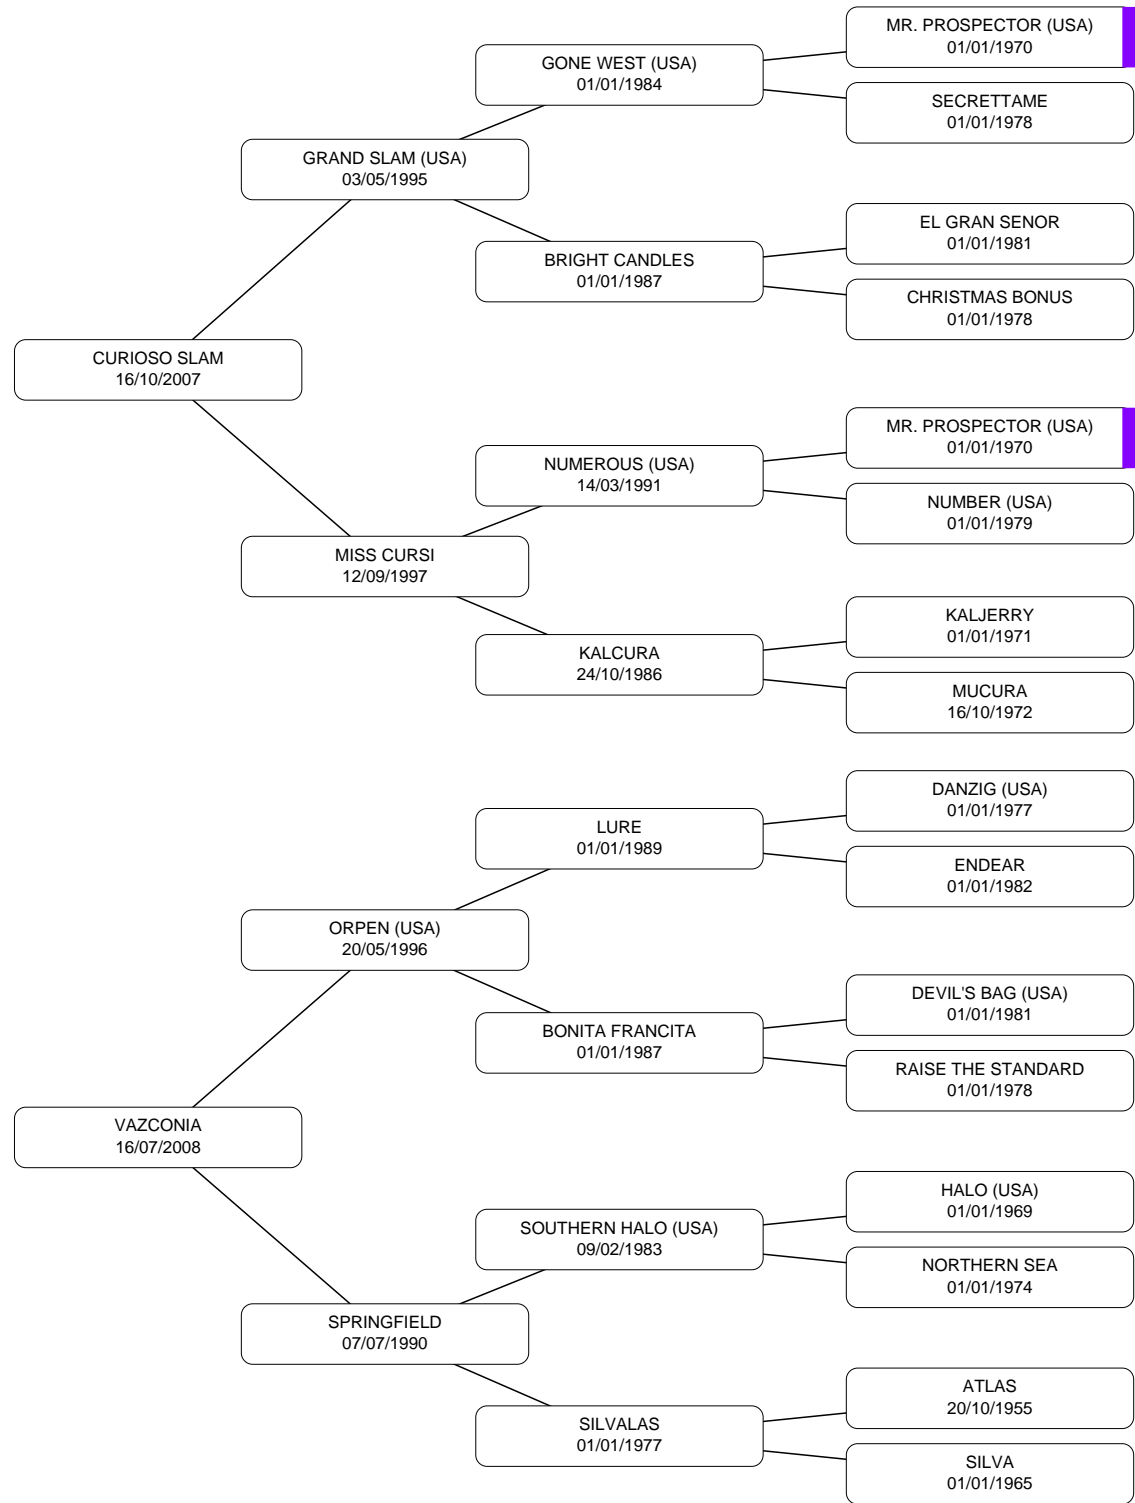 MR. PROSPECTOR (USA)
01/01/1970
GONE WEST (USA)
01/01/1984
SECRETTAME
01/01/1978
GRAND SLAM (USA)
03/05/1995
EL GRAN SENOR
01/01/1981
BRIGHT CANDLES
01/01/1987
CHRISTMAS BONUS
01/01/1978
CURIOSO SLAM
16/10/2007
MR. PROSPECTOR (USA)
01/01/1970
NUMEROUS (USA)
14/03/1991
NUMBER (USA)
01/01/1979
MISS CURSI
12/09/1997
KALJERRY
01/01/1971
KALCURA
24/10/1986
MUCURA
16/10/1972
DANZIG (USA)
01/01/1977
LURE
01/01/1989
ENDEAR
01/01/1982
ORPEN (USA)
20/05/1996
DEVIL'S BAG (USA)
01/01/1981
BONITA FRANCITA
01/01/1987
RAISE THE STANDARD
01/01/1978
VAZCONIA
16/07/2008
HALO (USA)
01/01/1969
SOUTHERN HALO (USA)
09/02/1983
NORTHERN SEA
01/01/1974
SPRINGFIELD
07/07/1990
ATLAS
20/10/1955
SILVALAS
01/01/1977
SILVA
01/01/1965